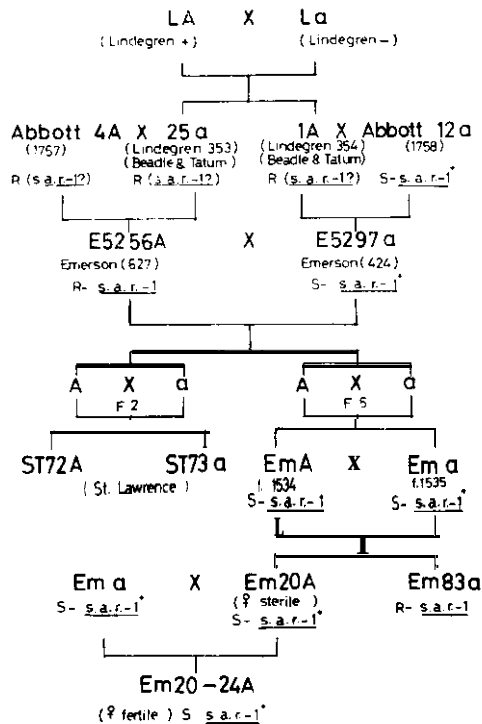 LA X La
(Lindegren +) (Lindegren −)
Abbott 4A X 25a 1A X Abbott 12a
(1757) (Lindegren 353) (Lindegren 354) (1758)
(Beadle & Tatum) (Beadle & Tatum)
R (s.a.r-1?) R (s.a.r.-1?) R (s.a.r.-1?) S- s.a.r.-1+
E5256A X E5297a
Emerson (627) Emerson (424)
R- s.a.r.-1 S- s.a.r.-1+
A X a A X a
F 2 F 5
ST72A ST73a EmA X Em a
(St. Lawrence) f. 1534 f.1535
S- s.a.r.-1 S- s.a.r.-1+
L I
Em a X Em20A Em83a
S- s.a.r.-1+ (♀ sterile) R- s.a.r.-1
S- s.a.r.-1+
Em20-24A
(♀ fertile) S s.a.r.-1+